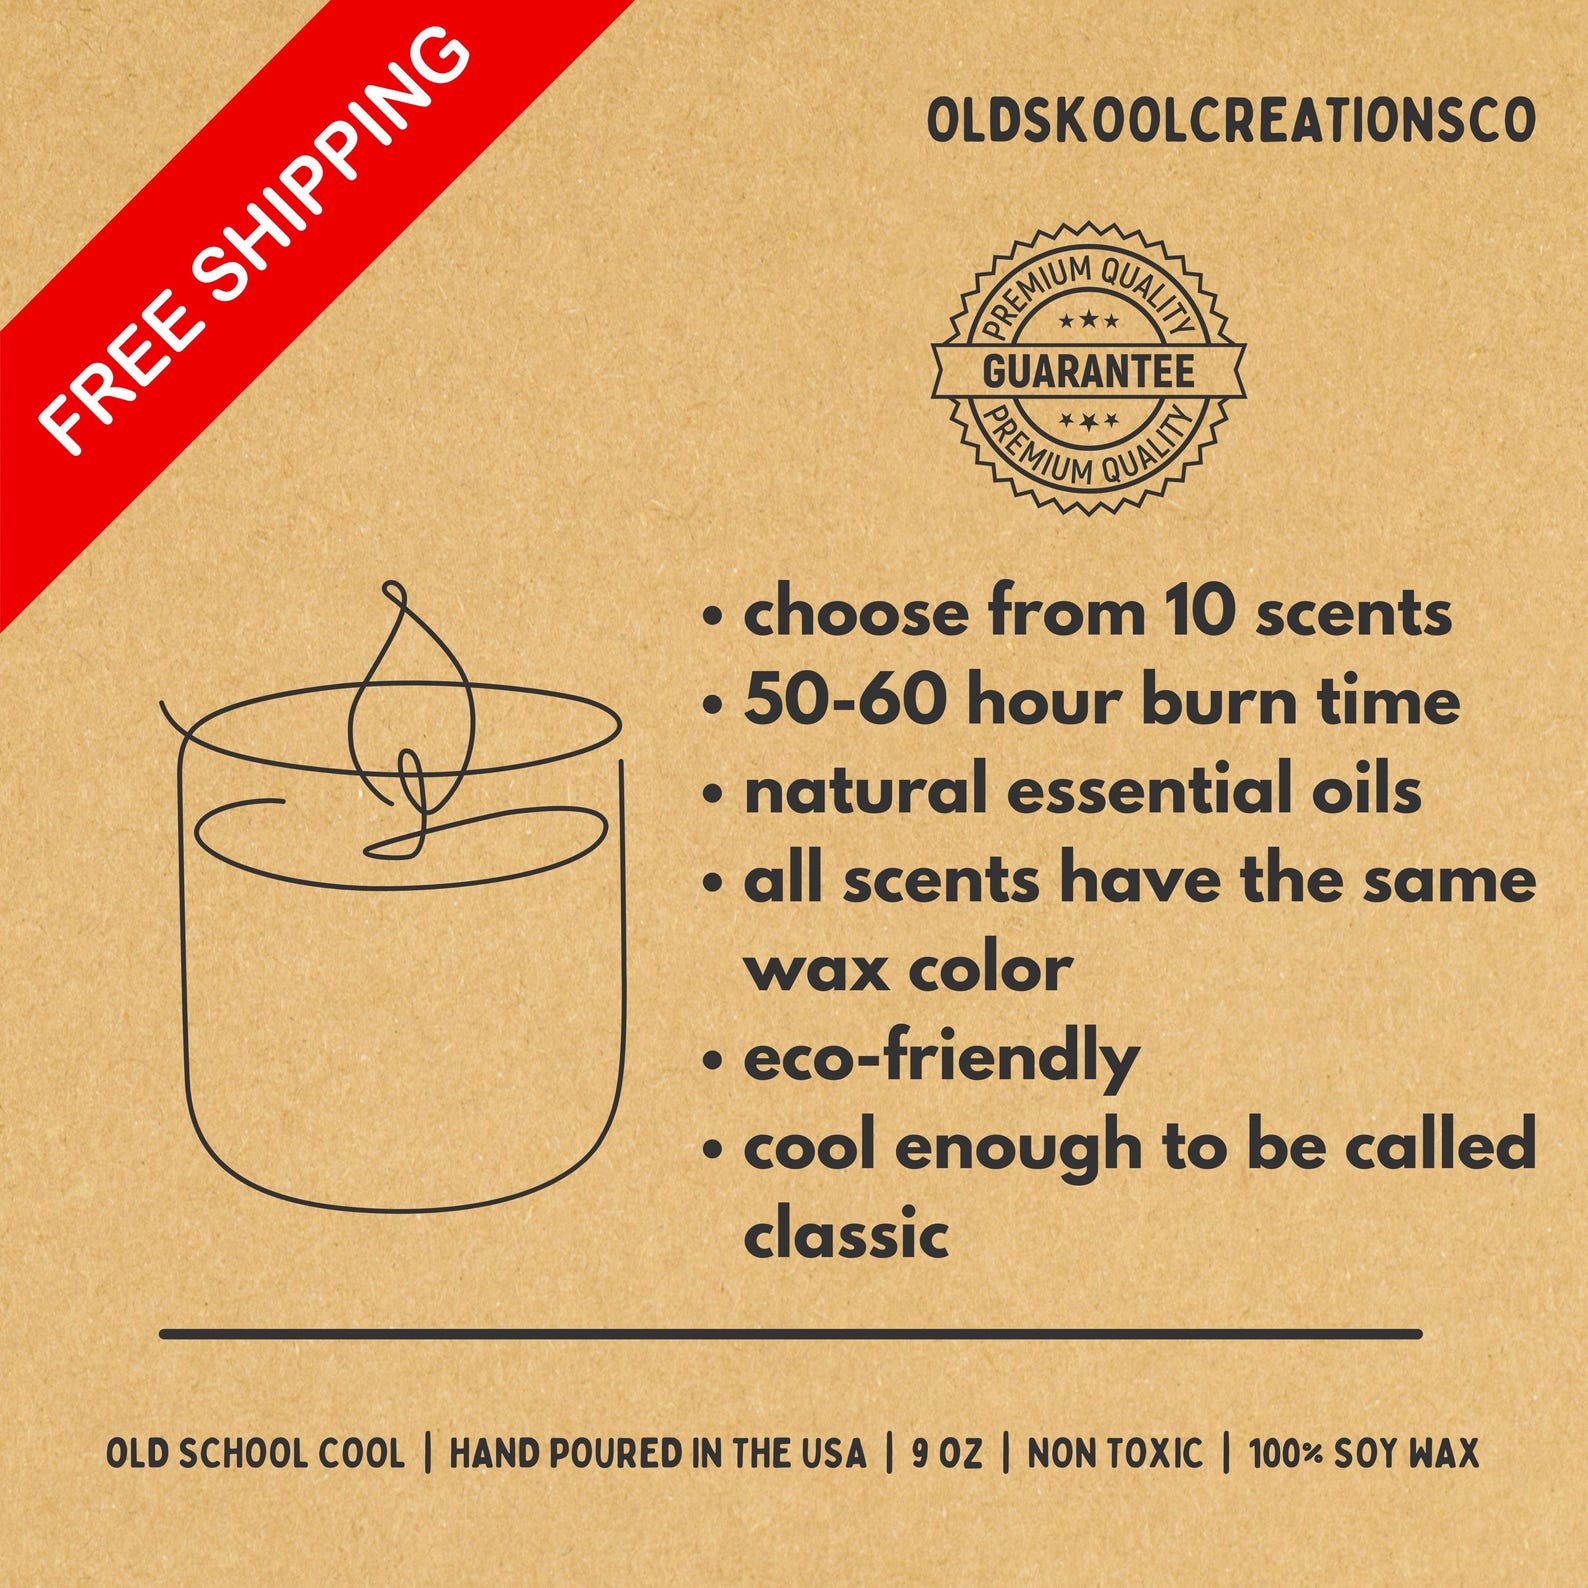 FREE SHIPPING
OLDSKOOLCREATIONSCO
PREMIUM QUALITY
GUARANTEE
PREMIUM QUALITY
• choose from 10 scents
• 50-60 hour burn time
• natural essential oils
• all scents have the same
wax color
• eco-friendly
• cool enough to be called
classic
OLD SCHOOL COOL | HAND POURED IN THE USA | 9 OZ | NON TOXIC | 100% SOY WAX